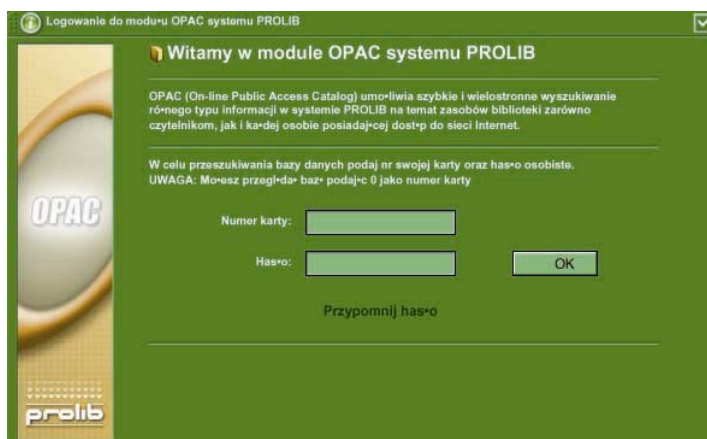 Logowanie do modu•u OPAC systemu PROLIB
Witamy w module OPAC systemu PROLIB
OPAC (On-line Public Access Catalog) umo•liwia szybkie i wielostronne wyszukiwanie
ró•nego typu informacji w systemie PROLIB na temat zasobów biblioteki zarówno
czytelnikom, jak i ka•dej osobie posiadaj•cej dost•p do sieci Internet.
W celu przeszukiwania bazy danych podaj nr swojej karty oraz has•o osobiste.
UWAGA: Mo•esz przegl•da• baz• podaj•c 0 jako numer karty
OPAC
Numer karty:
Has•o:
OK
Przypomnij has•o
prolib